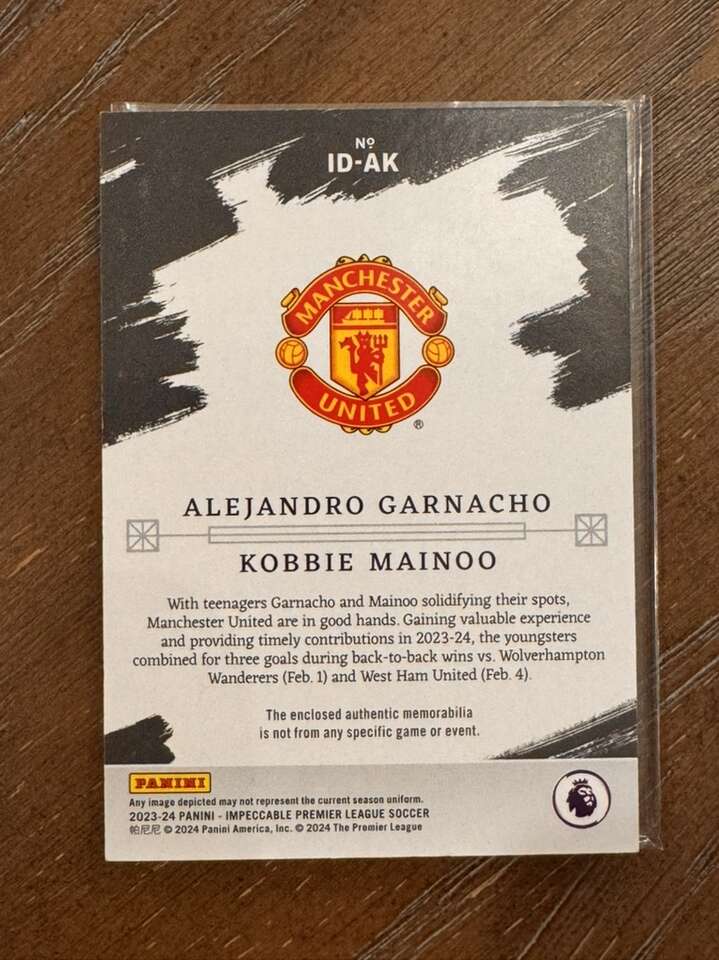 Nº
ID-AK
MANCHESTER
UNITED
®
ALEJANDRO GARNACHO
KOBBIE MAINOO
With teenagers Garnacho and Mainoo solidifying their spots,
Manchester United are in good hands. Gaining valuable experience
and providing timely contributions in 2023-24, the youngsters
combined for three goals during back-to-back wins vs. Wolverhampton
Wanderers (Feb. 1) and West Ham United (Feb. 4).
The enclosed authentic memorabilia
is not from any specific game or event.
PANINI
Any image depicted may not represent the current season uniform.
2023-24 PANINI - IMPECCABLE PREMIER LEAGUE SOCCER
帕尼尼 © 2024 Panini America, Inc. © 2024 The Premier League